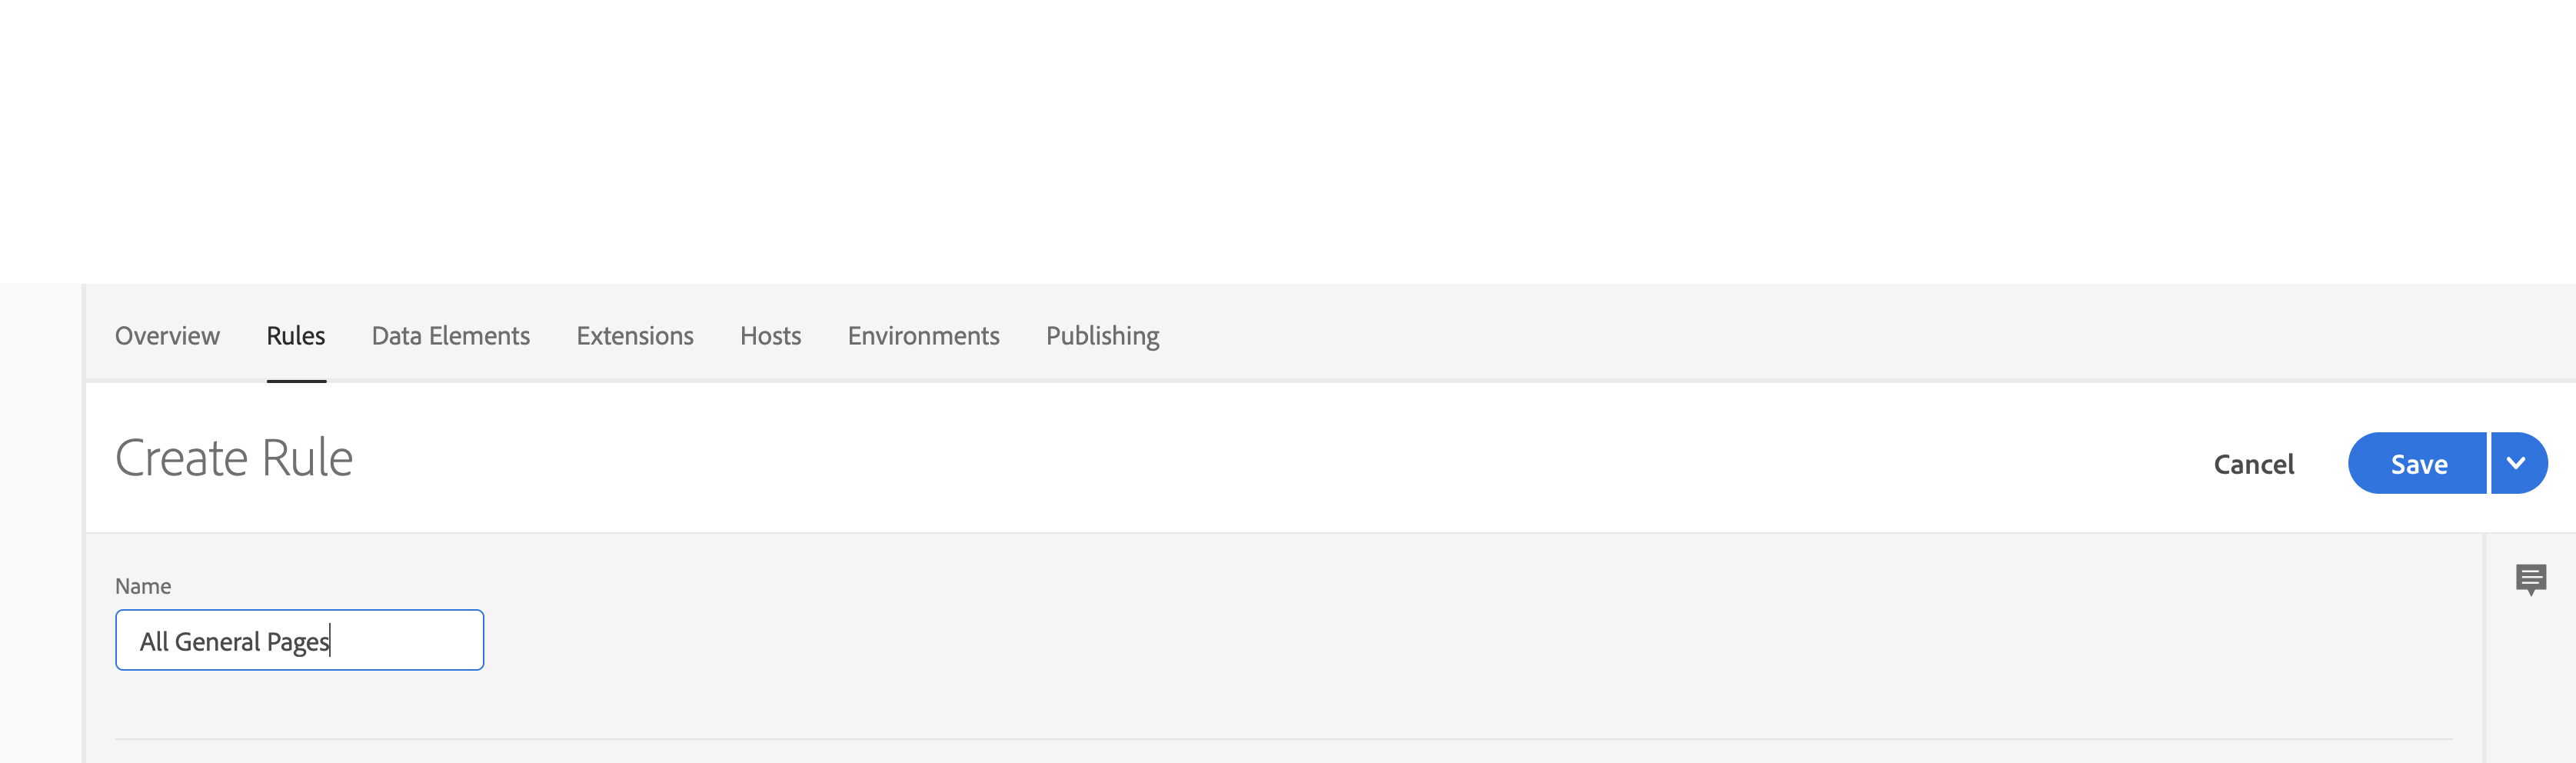 Overview Rules Data Elements Extensions Hosts Environments Publishing
Create Rule
Cancel Save
Name
All General Pages